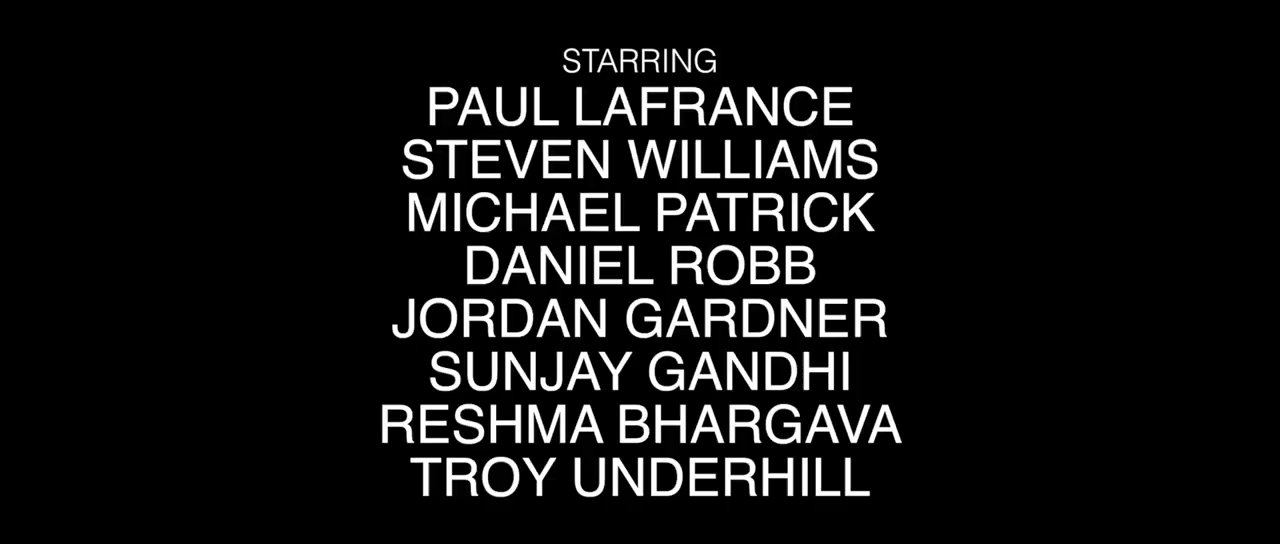 STARRING
PAUL LAFRANCE
STEVEN WILLIAMS
MICHAEL PATRICK
DANIEL ROBB
JORDAN GARDNER
SUNJAY GANDHI
RESHMA BHARGAVA
TROY UNDERHILL